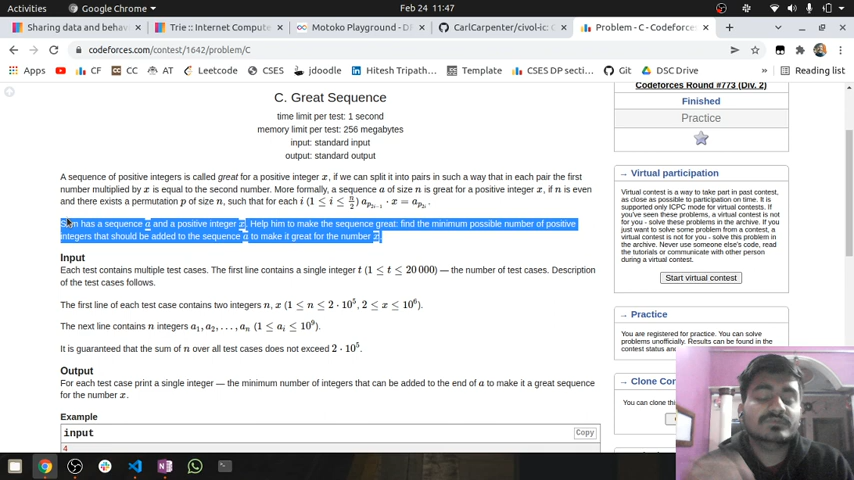 Activities
Google Chrome
Feb 24 11:47
Sharing data and behav
Trie :: Internet Compute
Motoko Playground - DF
CarlCarpenter/civol-ic: C
Problem - C - Codeforces
codeforces.com/contest/1642/problem/C
Apps
CF
CC
AT
Leetcode
CSES
jdoodle
Hitesh Tripath...
Template
CSES DP secti...
Git
DSC Drive
»
Reading list
C. Great Sequence
time limit per test: 1 second
memory limit per test: 256 megabytes
input: standard input
output: standard output
A sequence of positive integers is called great for a positive integer x, if we can split it into pairs in such a way that in each pair the first
number multiplied by x is equal to the second number. More formally, a sequence a of size n is great for a positive integer x, if n is even
and there exists a permutation p of size n, such that for each i (1 ≤ i ≤ n/2) a_{p_{2i−1}} · x = a_{p_{2i}}.
has a sequence a and a positive integer x. Help him to make the sequence great: find the minimum possible number of positive
integers that should be added to the sequence a to make it great for the number x.
Input
Each test contains multiple test cases. The first line contains a single integer t (1 ≤ t ≤ 20 000) — the number of test cases. Description
of the test cases follows.
The first line of each test case contains two integers n, x (1 ≤ n ≤ 2 · 10⁵, 2 ≤ x ≤ 10⁶).
The next line contains n integers a₁, a₂, …, aₙ (1 ≤ aᵢ ≤ 10⁹).
It is guaranteed that the sum of n over all test cases does not exceed 2 · 10⁵.
Output
For each test case print a single integer — the minimum number of integers that can be added to the end of a to make it a great sequence
for the number x.
Example
input
Copy
4
Codeforces Round #773 (Div. 2)
Finished
Practice
→ Virtual participation
Virtual contest is a way to take part in past contest,
as close as possible to participation on time. It is
supported only ICPC mode for virtual contests. If
you've seen these problems, a virtual contest is not
for you - solve these problems in the archive. If you
just want to solve some problem from a contest, a
virtual contest is not for you - solve this problem in
the archive. Never use someone else's code, read
the tutorials or communicate with other person
during a virtual contest.
Start virtual contest
→ Practice
You are registered for practice. You can solve
problems unofficially. Results can be found in the
contest status and
→ Clone Con
You can clone this